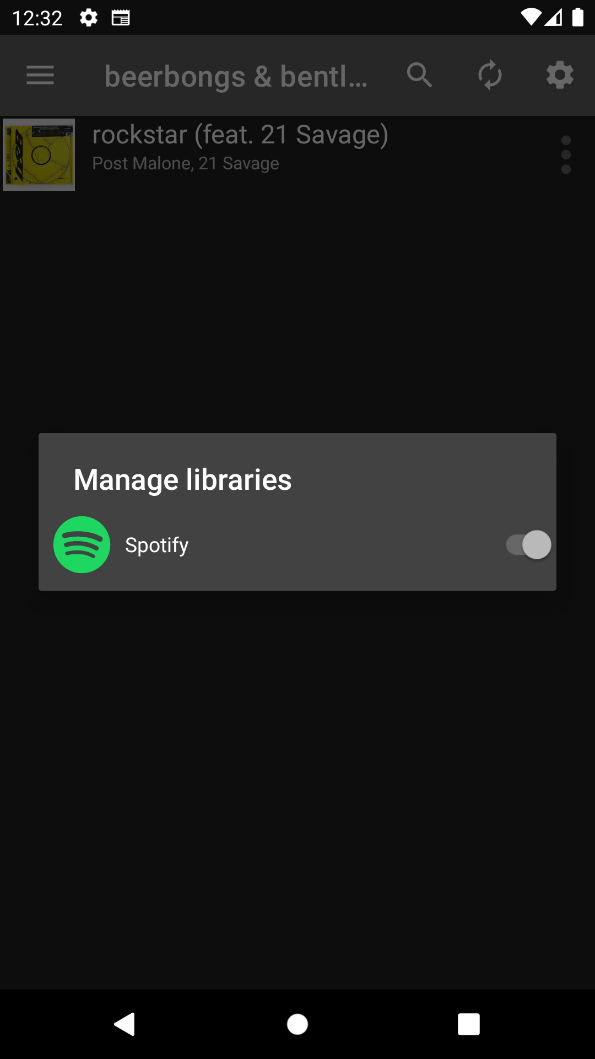 12:32
beerbongs & bentl...
rockstar (feat. 21 Savage)
Post Malone, 21 Savage
Manage libraries
Spotify